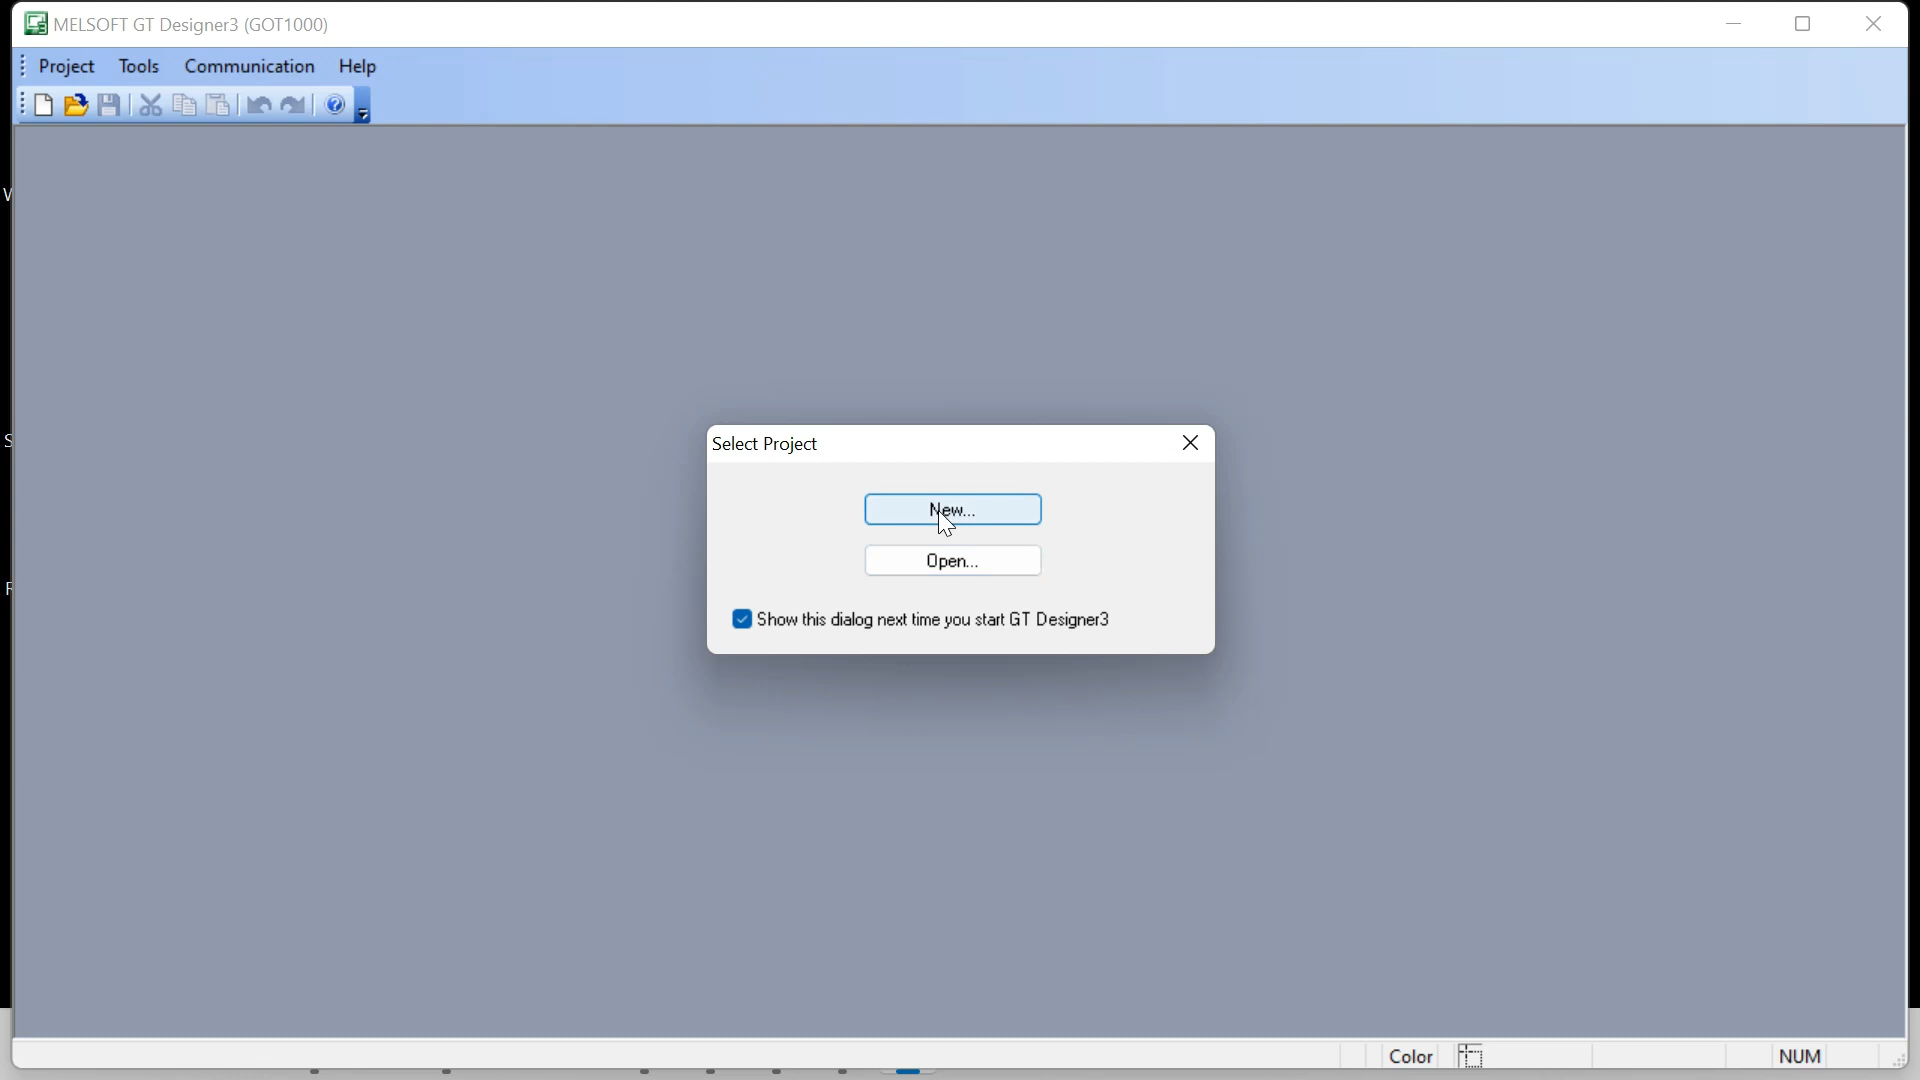 MELSOFT GT Designer3 (GOT1000)
Project Tools Communication Help
Select Project
New...
Open...
Show this dialog next time you start GT Designer3
Color NUM